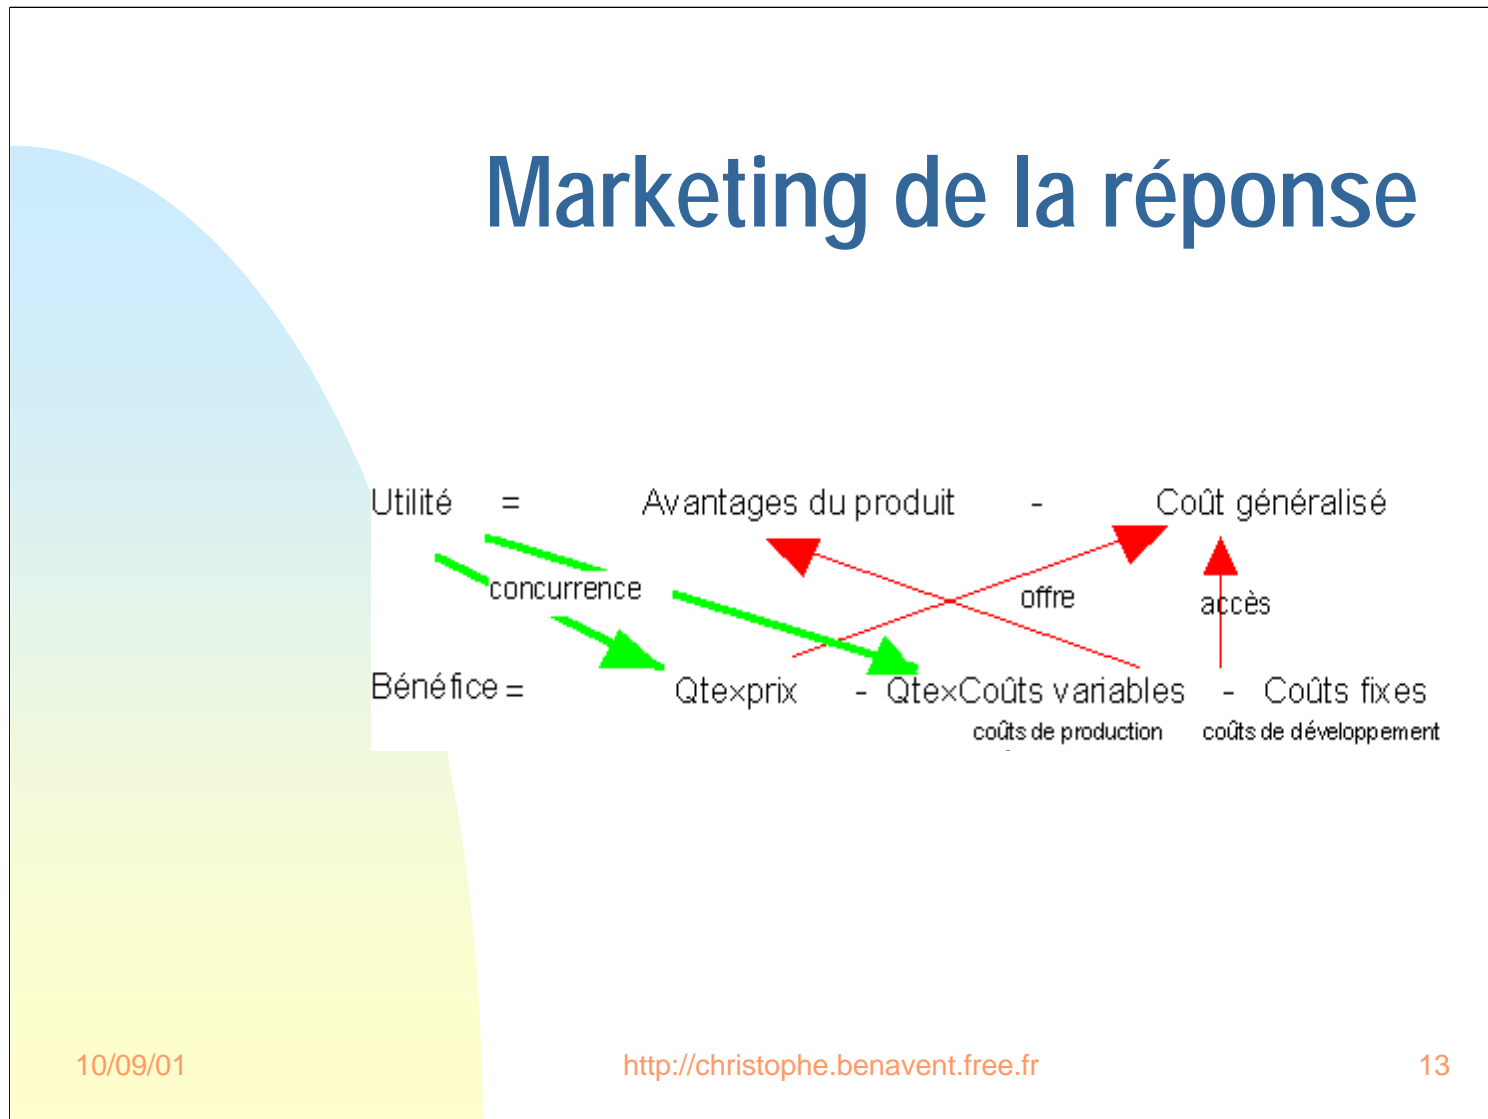 Marketing de la réponse
Utilité = Avantages du produit - Coût généralisé
concurrence offre accès
Bénéfice = Qte×prix - Qte×Coûts variables - Coûts fixes
coûts de production coûts de développement
10/09/01 http://christophe.benavent.free.fr 13